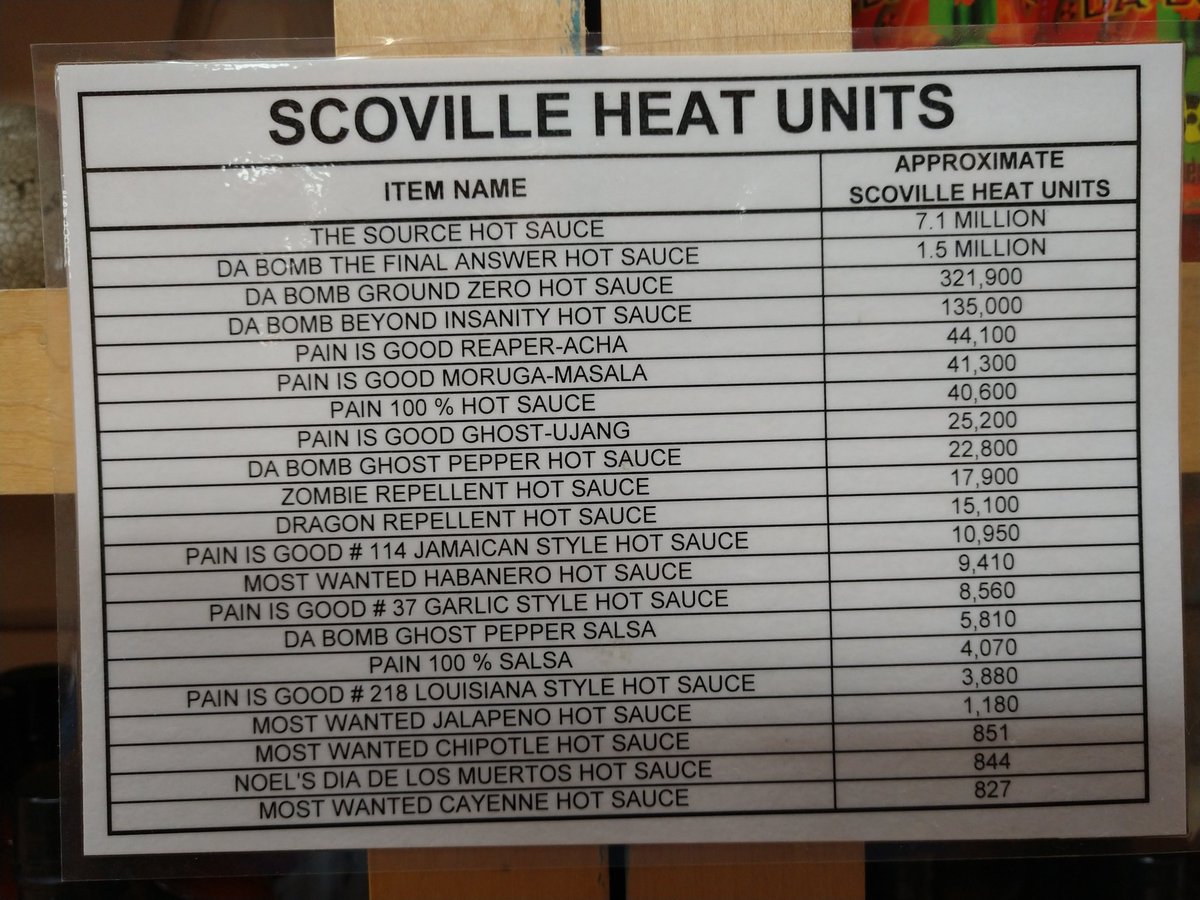 SCOVILLE HEAT UNITS
ITEM NAME
APPROXIMATE
SCOVILLE HEAT UNITS
THE SOURCE HOT SAUCE 7.1 MILLION
DA BOMB THE FINAL ANSWER HOT SAUCE 1.5 MILLION
DA BOMB GROUND ZERO HOT SAUCE 321,900
DA BOMB BEYOND INSANITY HOT SAUCE 135,000
PAIN IS GOOD REAPER-ACHA 44,100
PAIN IS GOOD MORUGA-MASALA 41,300
PAIN 100 % HOT SAUCE 40,600
PAIN IS GOOD GHOST-UJANG 25,200
DA BOMB GHOST PEPPER HOT SAUCE 22,800
ZOMBIE REPELLENT HOT SAUCE 17,900
DRAGON REPELLENT HOT SAUCE 15,100
PAIN IS GOOD # 114 JAMAICAN STYLE HOT SAUCE 10,950
MOST WANTED HABANERO HOT SAUCE 9,410
PAIN IS GOOD # 37 GARLIC STYLE HOT SAUCE 8,560
DA BOMB GHOST PEPPER SALSA 5,810
PAIN 100 % SALSA 4,070
PAIN IS GOOD # 218 LOUISIANA STYLE HOT SAUCE 3,880
MOST WANTED JALAPENO HOT SAUCE 1,180
MOST WANTED CHIPOTLE HOT SAUCE 851
NOEL'S DIA DE LOS MUERTOS HOT SAUCE 844
MOST WANTED CAYENNE HOT SAUCE 827